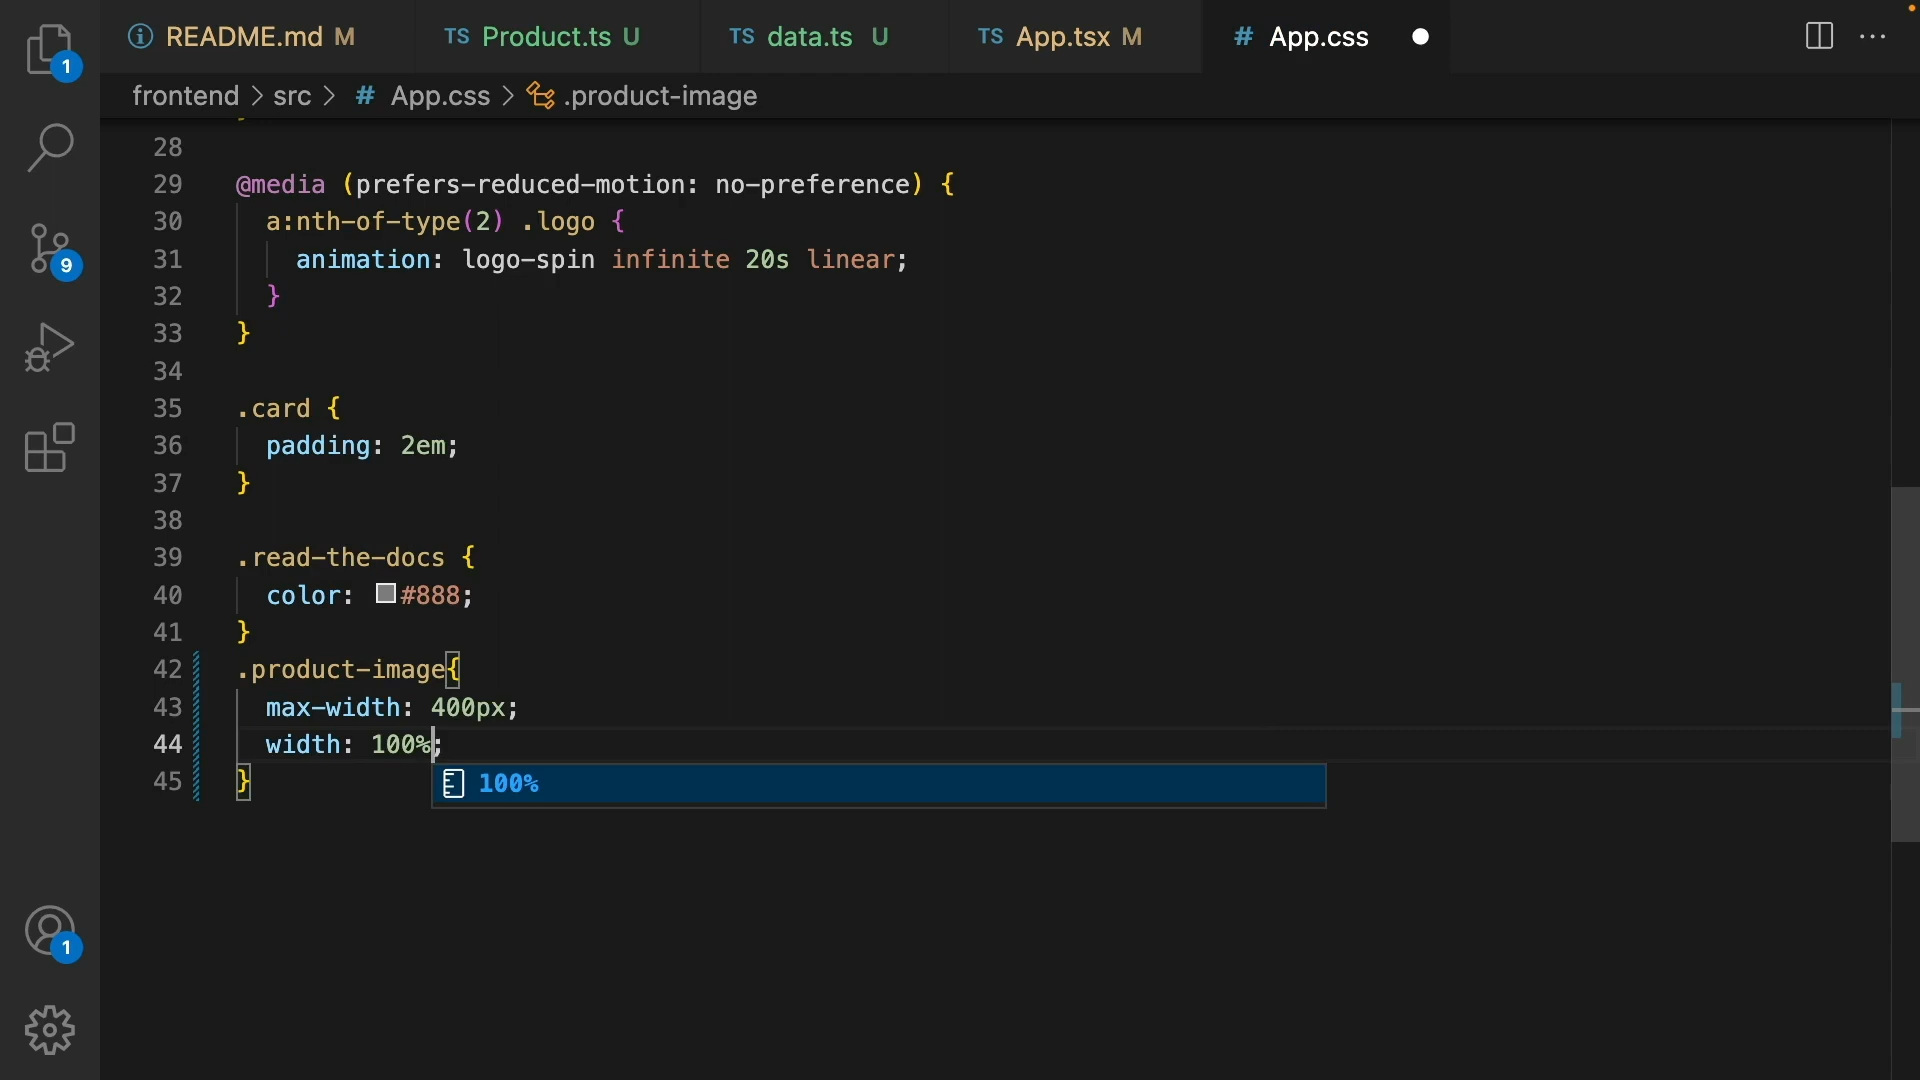 README.md M
TS Product.ts U
TS data.ts U
TS App.tsx M
# App.css
frontend > src > # App.css > .product-image
1
9
1
28
29 @media (prefers-reduced-motion: no-preference) {
30 a:nth-of-type(2) .logo {
31 animation: logo-spin infinite 20s linear;
32 }
33 }
34
35 .card {
36 padding: 2em;
37 }
38
39 .read-the-docs {
40 color: #888;
41 }
42 .product-image{
43 max-width: 400px;
44 width: 100%;
45 }
100%